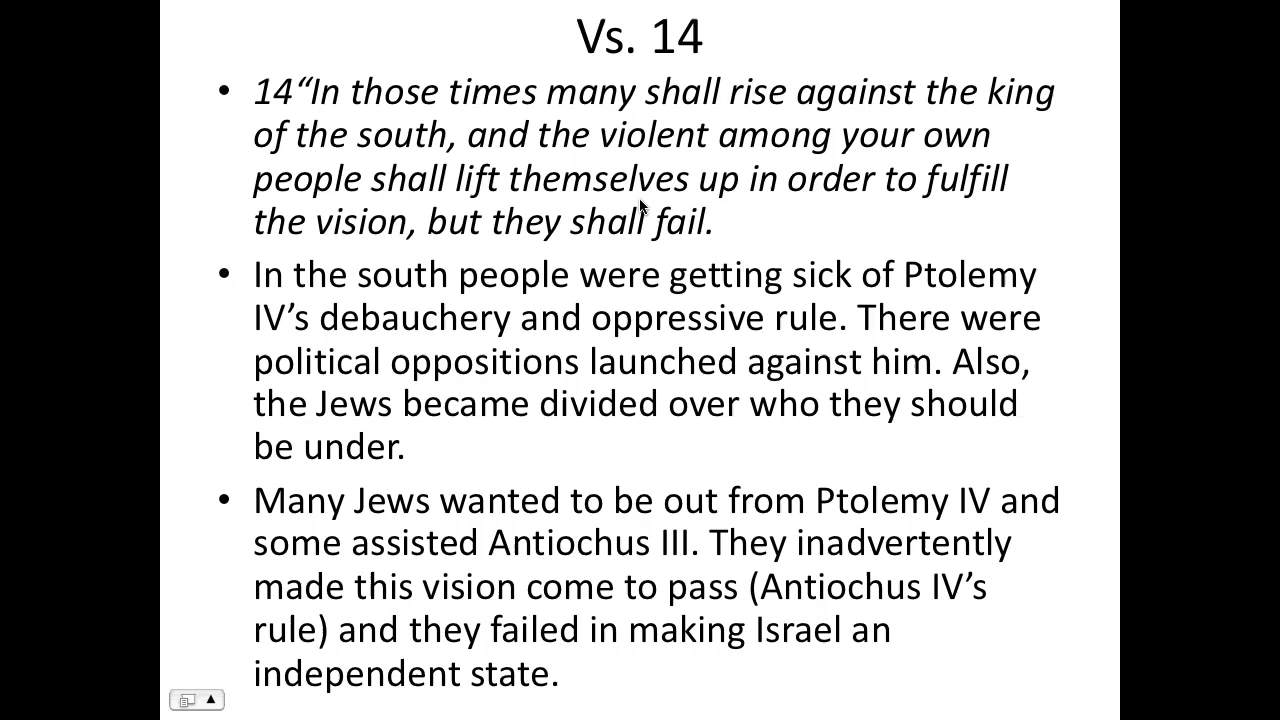 Vs. 14
• 14“In those times many shall rise against the king
of the south, and the violent among your own
people shall lift themselves up in order to fulfill
the vision, but they shall fail.
• In the south people were getting sick of Ptolemy
IV’s debauchery and oppressive rule. There were
political oppositions launched against him. Also,
the Jews became divided over who they should
be under.
• Many Jews wanted to be out from Ptolemy IV and
some assisted Antiochus III. They inadvertently
made this vision come to pass (Antiochus IV’s
rule) and they failed in making Israel an
independent state.